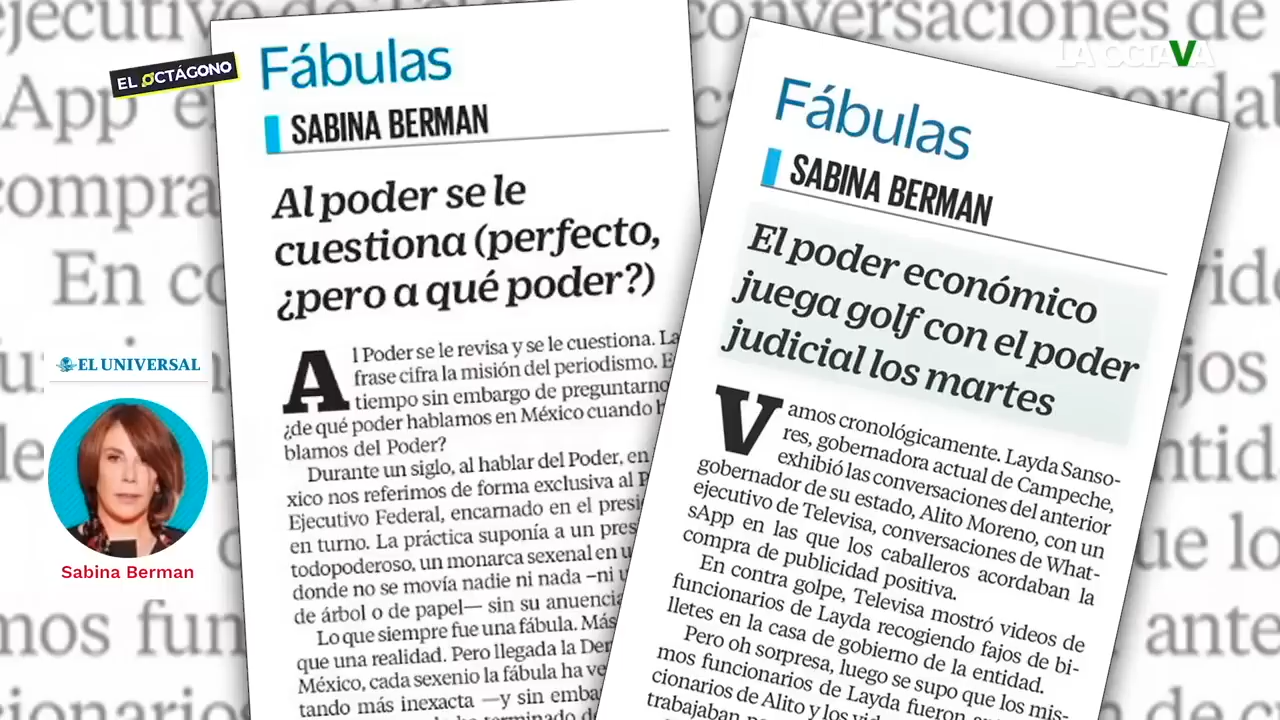 EL OCTÁGONO
LA OCTAVA
Fábulas
SABINA BERMAN
Al poder se le
cuestiona (perfecto,
¿pero a qué poder?)
Al Poder se le revisa y se le cuestiona. La
frase cifra la misión del periodismo.
tiempo sin embargo de
¿de qué poder hablamos en México cuando
blamos del Poder?
Durante un siglo, al hablar del Poder, en
xico nos referimos de forma exclusiva al
Ejecutivo Federal, encarnado en el
en turno. La práctica suponía a un
todopoderoso, un monarca sexenal en
donde no se movía nadie ni nada —ni
de árbol o de papel— sin su anuencia
Lo que siempre fue una fábula. Más
que una realidad. Pero llegada la
México, cada sexenio la fábula ha
tando más inexacta —y sin
Fábulas
SABINA BERMAN
El poder económico
juega golf con el poder
judicial los martes
Vamos cronológicamente. Layda Sanso-
res, gobernadora actual de Campeche,
exhibió las conversaciones del anterior
gobernador de su estado, Alito Moreno, con un
ejecutivo de Televisa, conversaciones de What-
sApp en las que los caballeros acordaban la
compra de publicidad positiva.
En contra golpe, Televisa mostró videos de
funcionarios de Layda recogiendo fajos de bi-
lletes en la casa de gobierno de la entidad.
Pero oh sorpresa, luego se supo que los mis-
mos funcionarios de Layda fueron
cionarios de Alito y los
trabajaban
EL UNIVERSAL
Sabina Berman